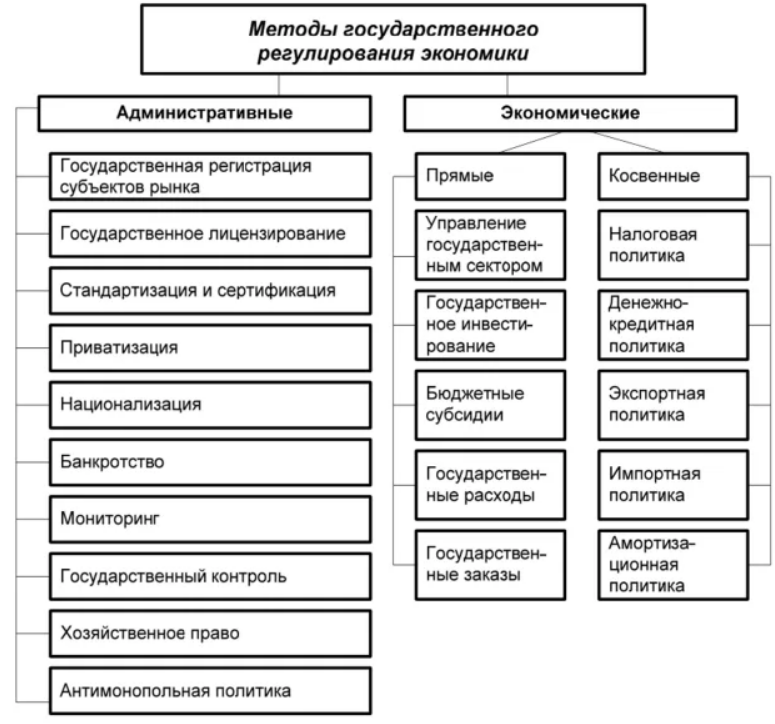 Методы государственного
регулирования экономики
Административные
Государственная регистрация
субъектов рынка
Государственное лицензирование
Стандартизация и сертификация
Приватизация
Национализация
Банкротство
Мониторинг
Государственный контроль
Хозяйственное право
Антимонопольная политика
Экономические
Прямые
Управление
государствен-
ным сектором
Государствен-
ное инвести-
рование
Бюджетные
субсидии
Государствен-
ные расходы
Государствен-
ные заказы
Косвенные
Налоговая
политика
Денежно-
кредитная
политика
Экспортная
политика
Импортная
политика
Амортиза-
ционная
политика